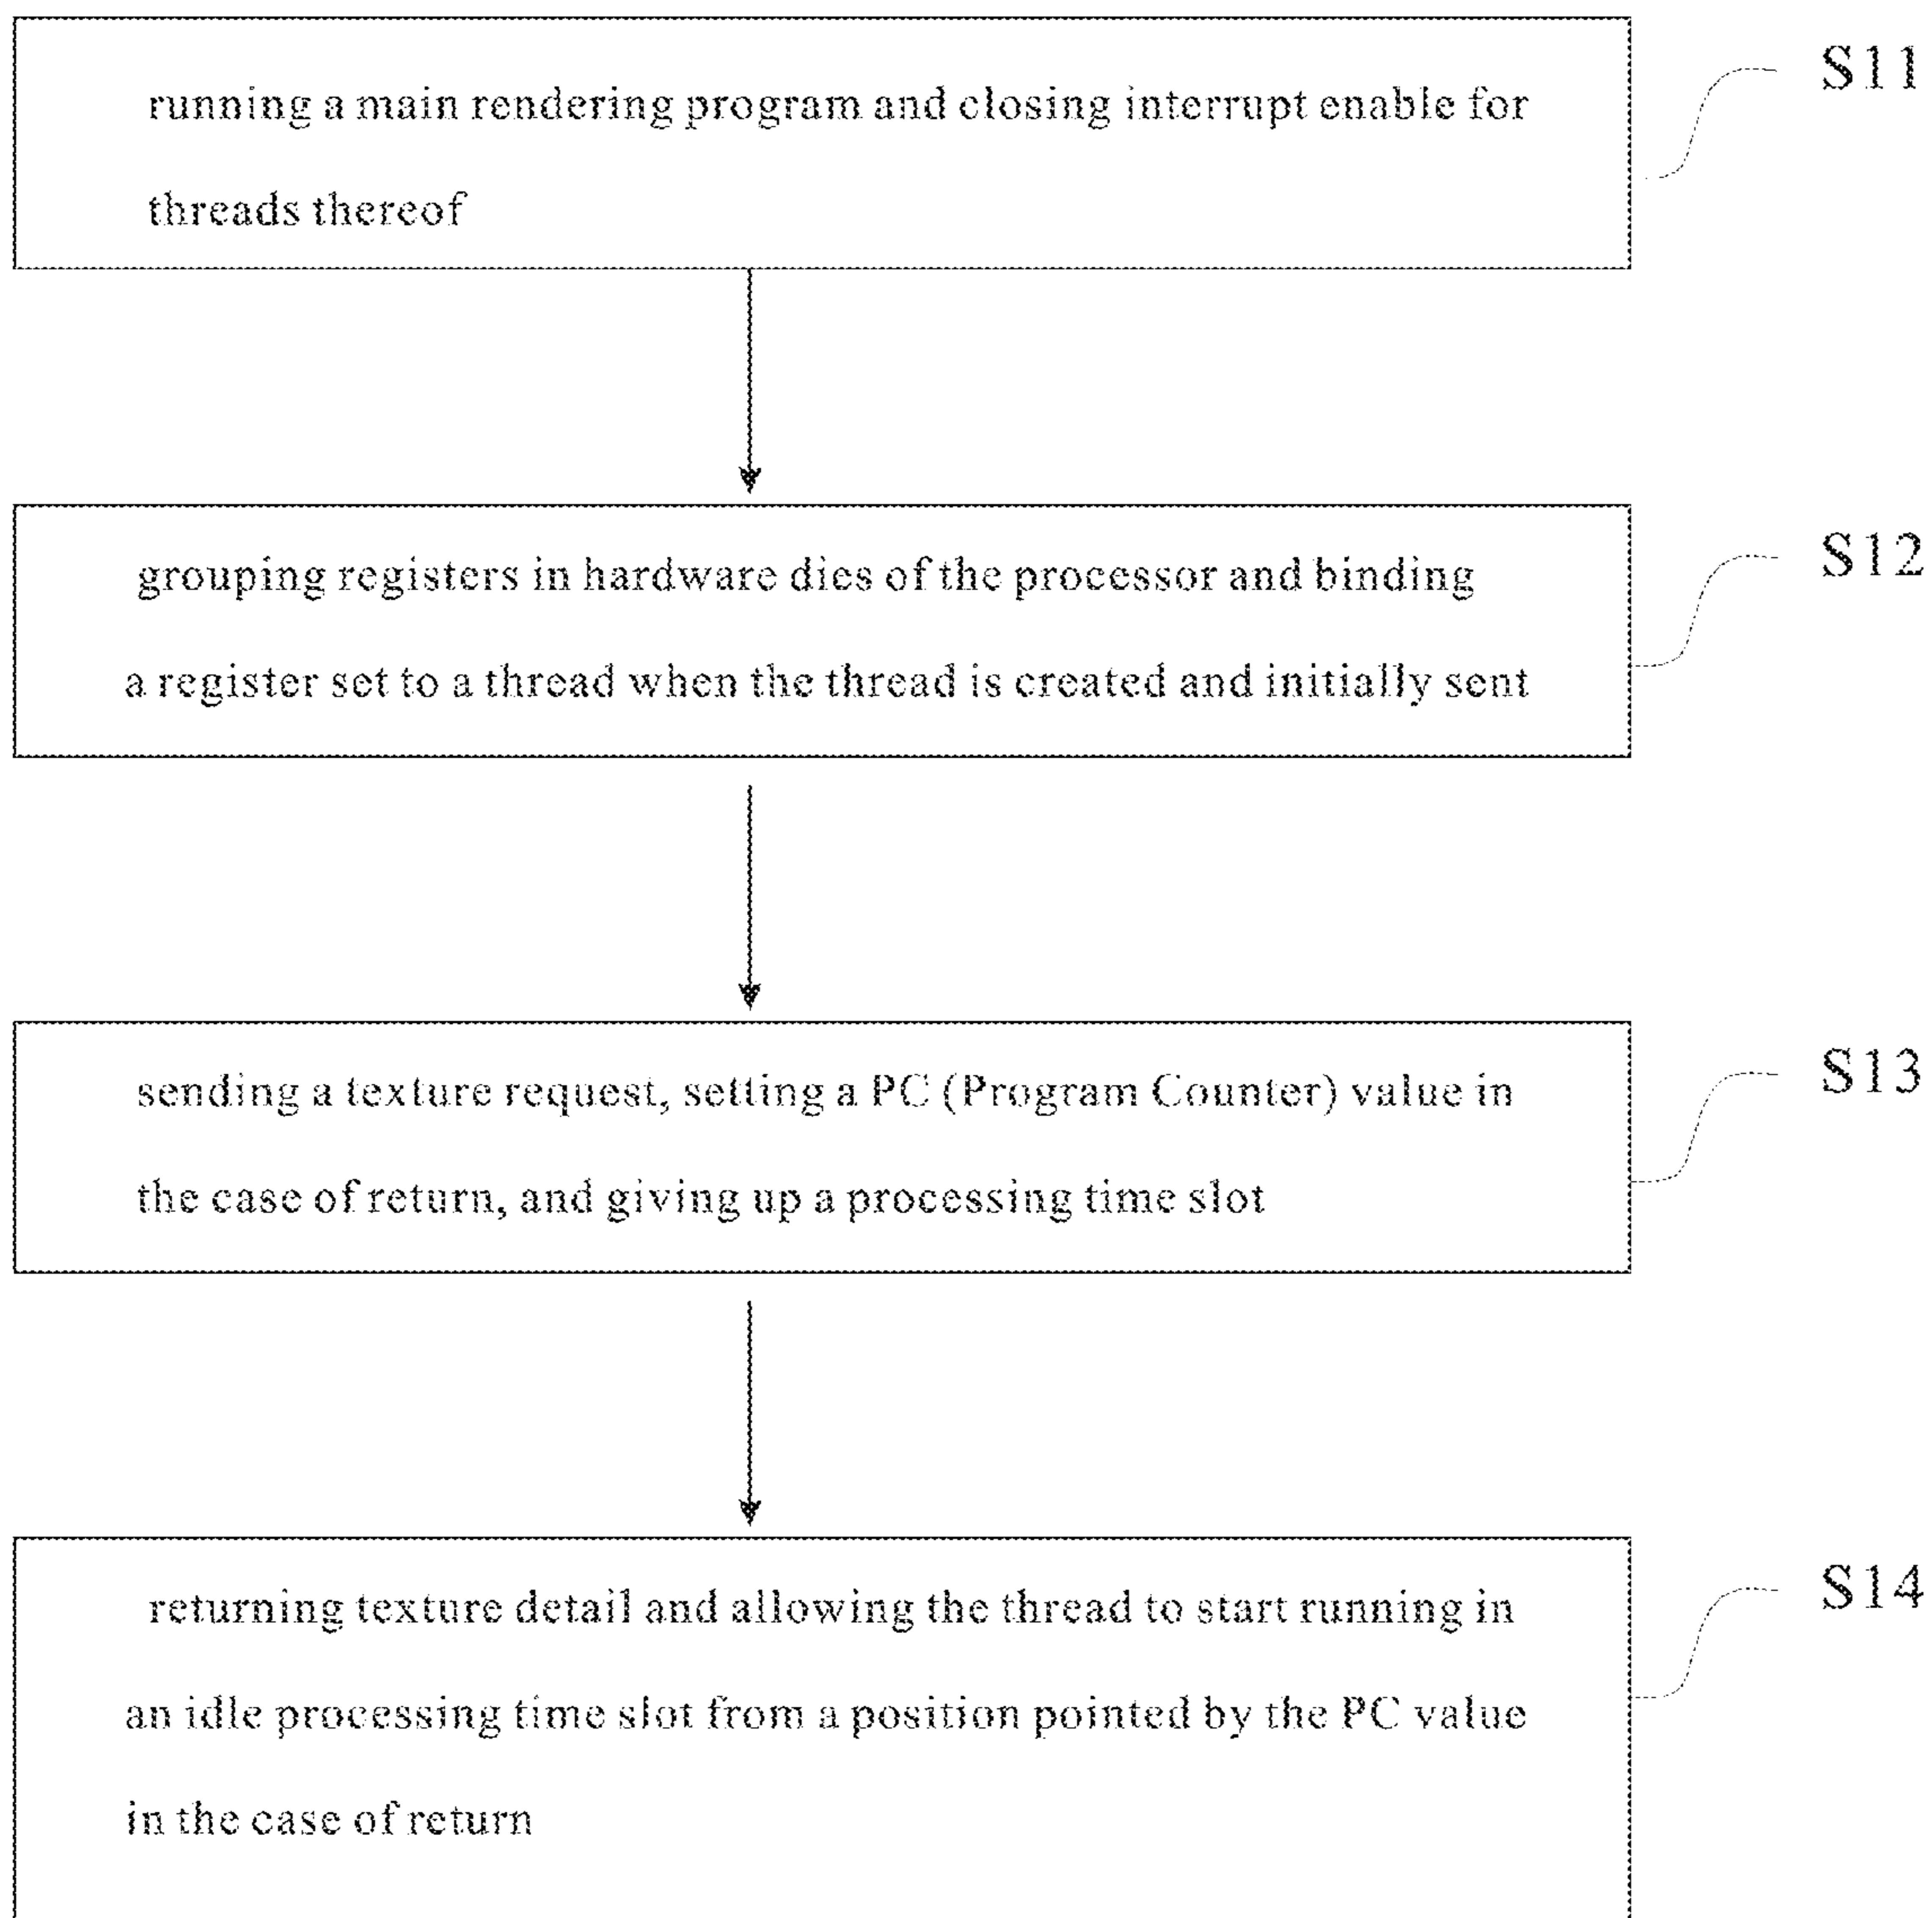 running a main rendering program and closing interrupt enable for
threads thereof
S11
grouping registers in hardware dies of the processor and binding
a register set to a thread when the thread is created and initially sent
S12
sending a texture request, setting a PC (Program Counter) value in
the case of return, and giving up a processing time slot
S13
returning texture detail and allowing the thread to start running in
an idle processing time slot from a position pointed by the PC value
in the case of return
S14